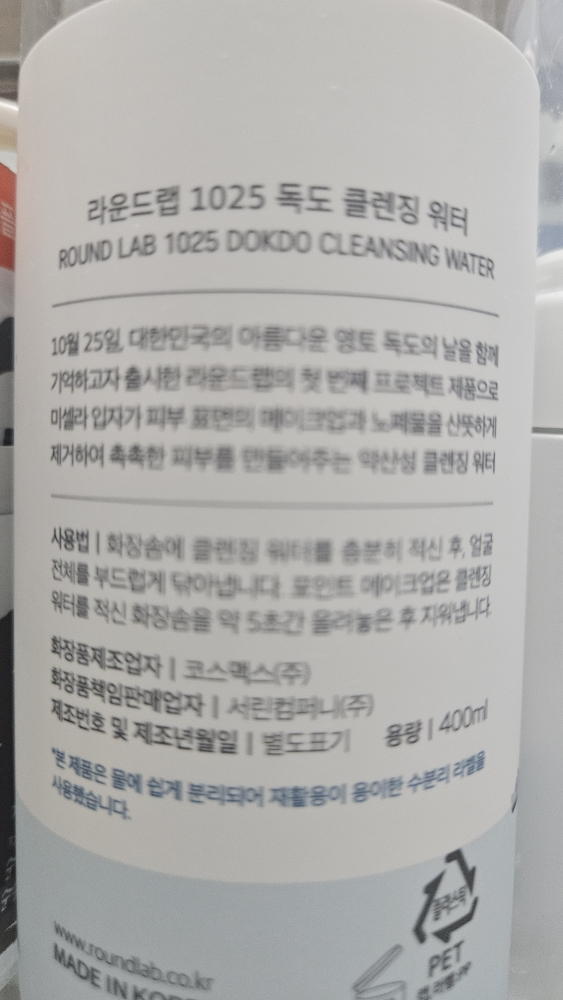 라운드랩 1025 독도 클렌징 워터
ROUND LAB 1025 DOKDO CLEANSING WATER
10월 25일, 대한민국의 아름다운 영토 독도의 날을 함께
기억하고자 출시한 라운드랩의 첫 번째 프로젝트 제품으로
미셀라 입자가 피부 표면의 메이크업과 노폐물을 산뜻하게
제거하여 촉촉한 피부를 만들어주는 약산성 클렌징 워터
사용법 | 화장솜에 클렌징 워터를 충분히 적신 후, 얼굴
전체를 부드럽게 닦아냅니다. 포인트 메이크업은 클렌징
워터를 적신 화장솜을 약 5초간 올려놓은 후 지워냅니다.
화장품제조업자 | 코스맥스(주)
화장품책임판매업자 | 서린컴퍼니(주)
제조번호 및 제조년월일 | 별도표기 용량 | 400ml
*본 제품은 물에 쉽게 분리되어 재활용이 용이한 수분리 라벨을
사용했습니다.
플라스틱
PET
캡,라벨:PP
www.roundlab.co.kr
MADE IN KOR